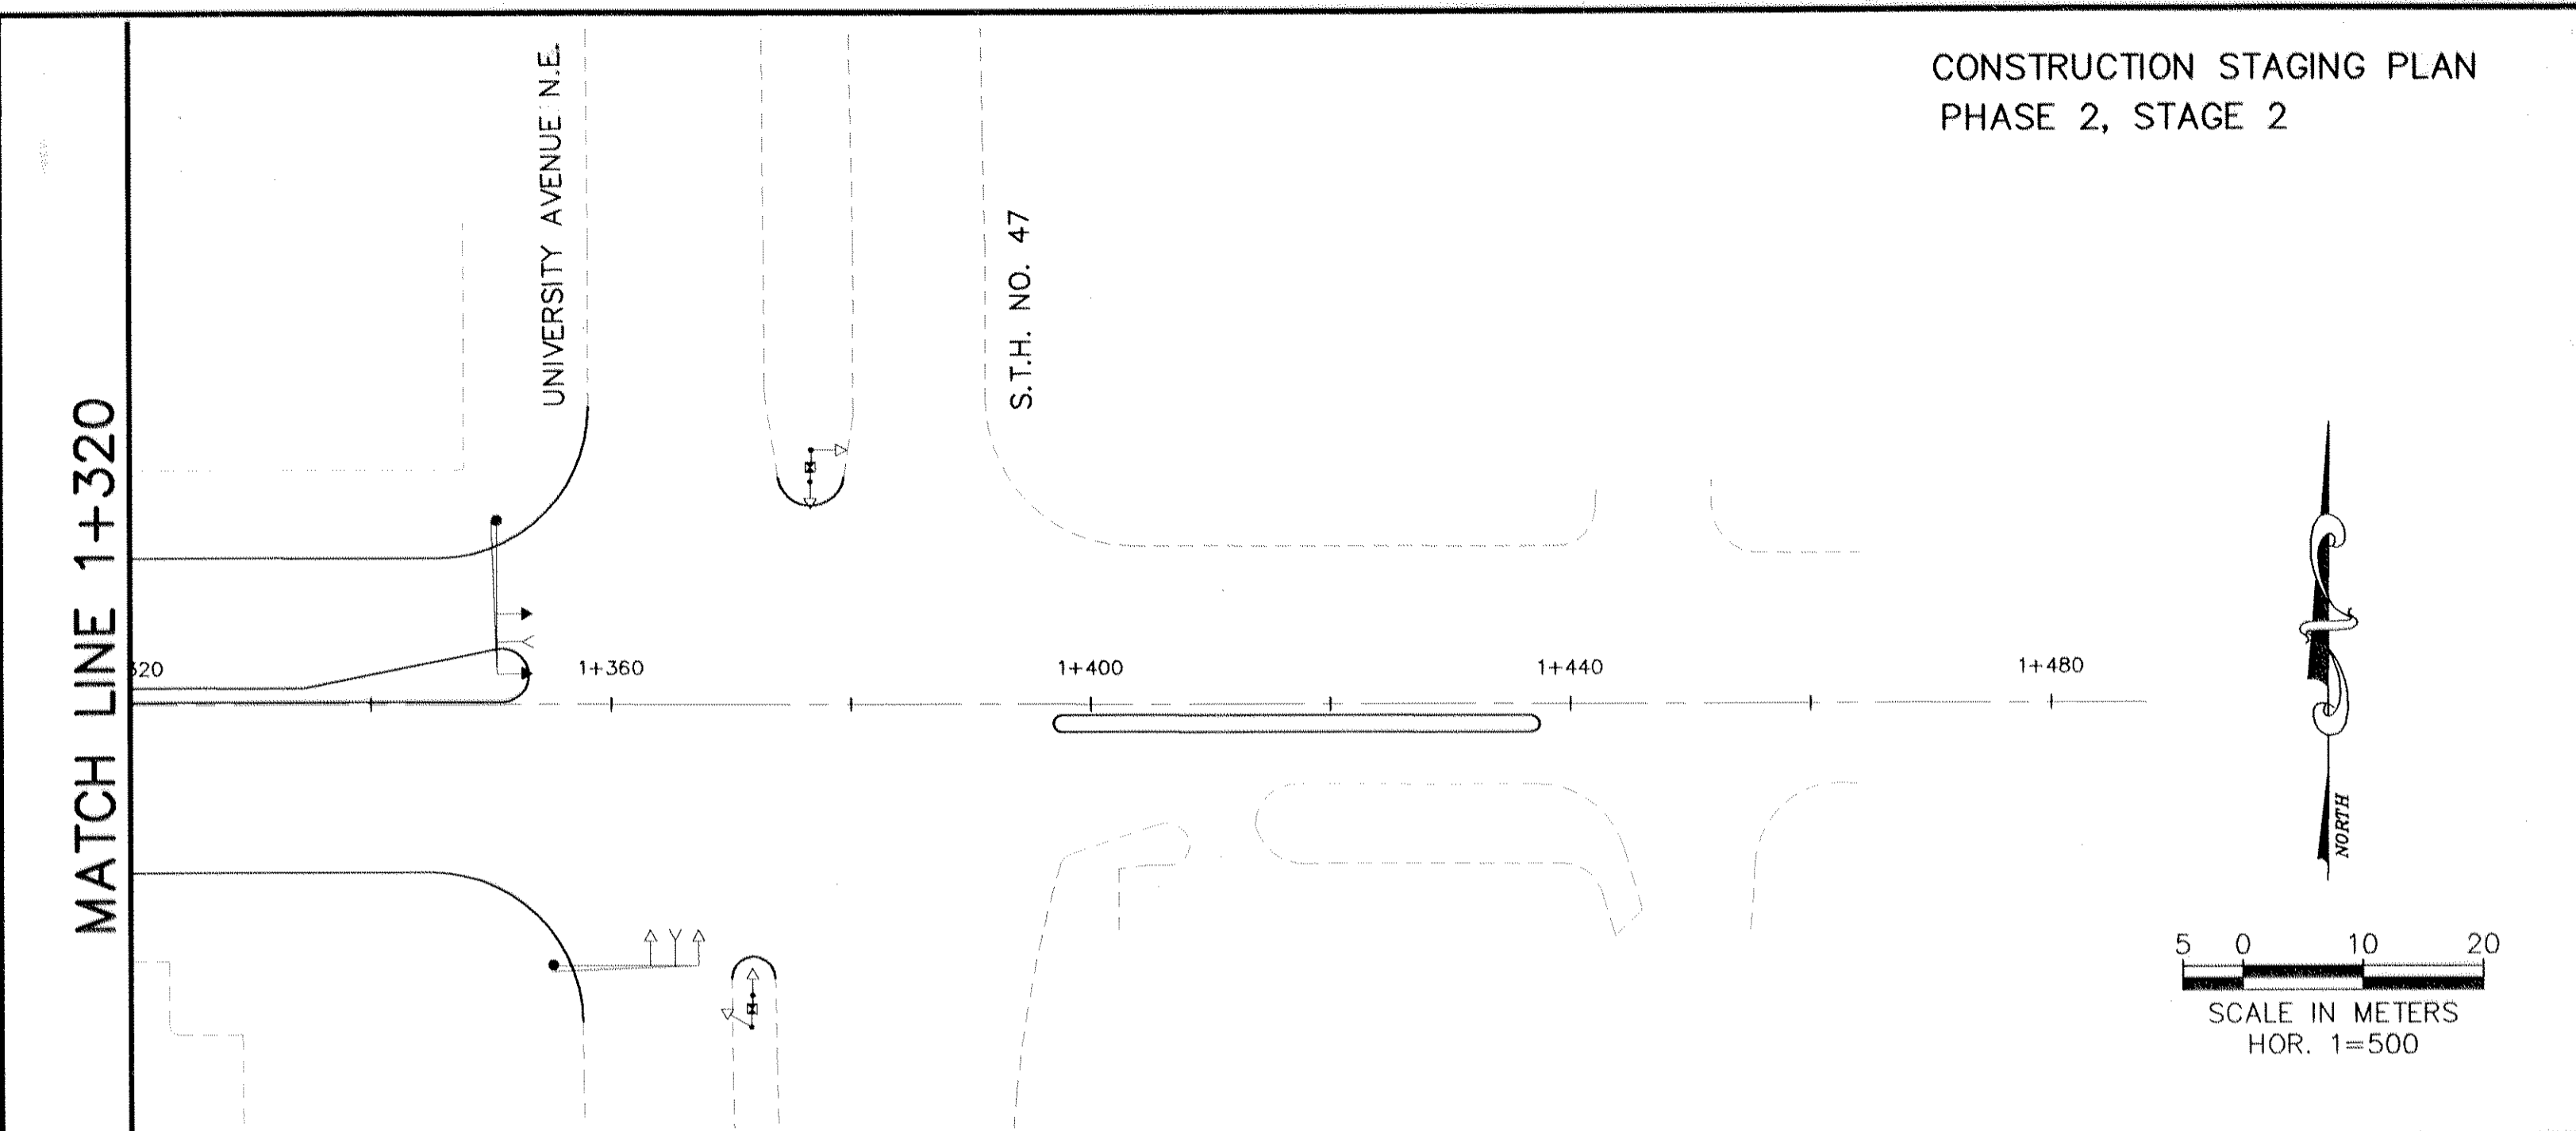 CONSTRUCTION STAGING PLAN
PHASE 2, STAGE 2
UNIVERSITY AVENUE N.E.
S.T.H. NO. 47
MATCH LINE 1+320
320
1+360
1+400
1+440
1+480
NORTH
5 0 10 20
SCALE IN METERS
HOR. 1=500